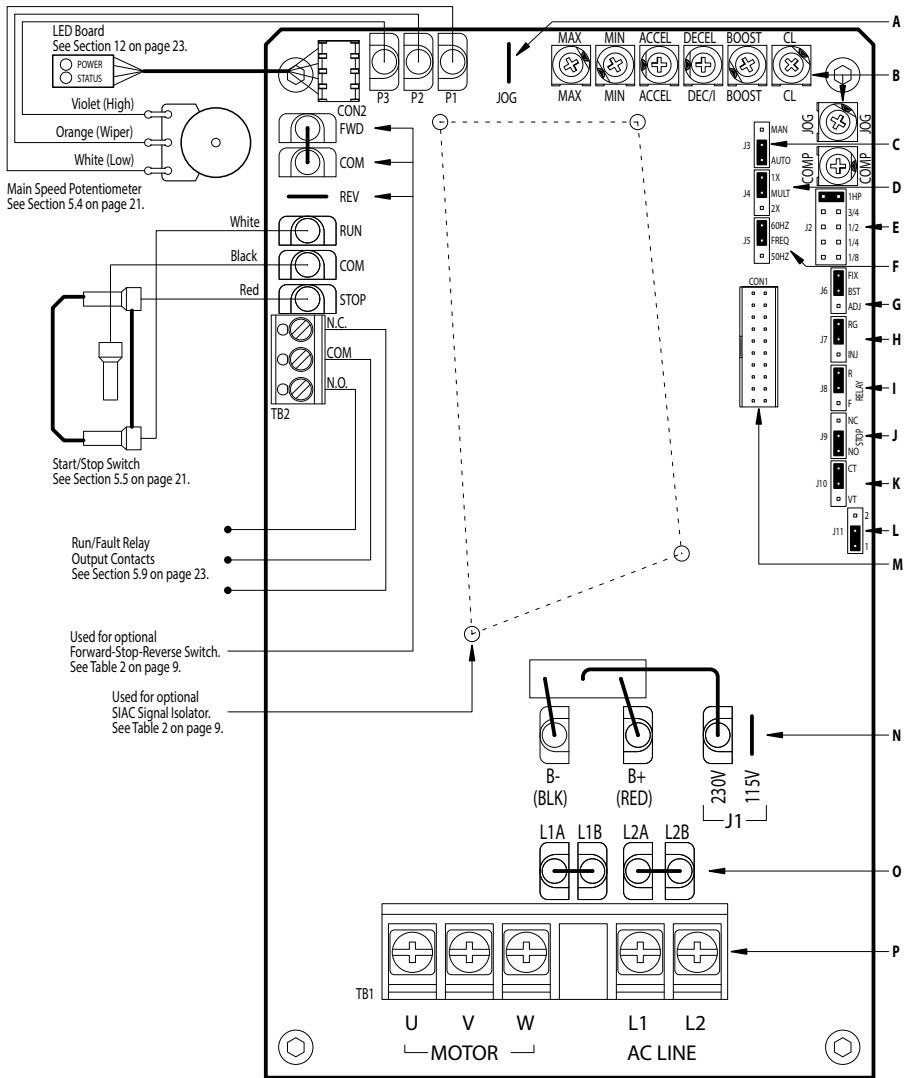 LED Board
See Section 12 on page 23.
POWER
STATUS
Violet (High)
Orange (Wiper)
White (Low)
Main Speed Potentiometer
See Section 5.4 on page 21.
White
Black
Red
Start/Stop Switch
See Section 5.5 on page 21.
Run/Fault Relay
Output Contacts
See Section 5.9 on page 23.
Used for optional
Forward-Stop-Reverse Switch.
See Table 2 on page 9.
Used for optional
SIAC Signal Isolator.
See Table 2 on page 9.
CON2
P3 P2 P1
JOG
FWD
COM
REV
RUN
COM
STOP
N.C.
COM
N.O.
TB2
MAX MIN ACCEL DECEL BOOST CL
MAX MIN ACCEL DEC/I BOOST CL
JOG JOG
COMP COMP
J3 MAN
AUTO
J4 1X
MULT
2X
J5 60HZ
FREQ
50HZ
J2 1HP
3/4
1/2
1/4
1/8
CON1
J6 FIX
BST
ADJ
J7 RG
INJ
J8 R
RELAY
F
J9 NC
STOP
NO
J10 CT
VT
J11 2
1
A
B
C
D
E
F
G
H
I
J
K
L
M
N
O
P
B-
(BLK)
B+
(RED)
230V 115V
J1
L1A L1B L2A L2B
TB1
U V W L1 L2
MOTOR AC LINE